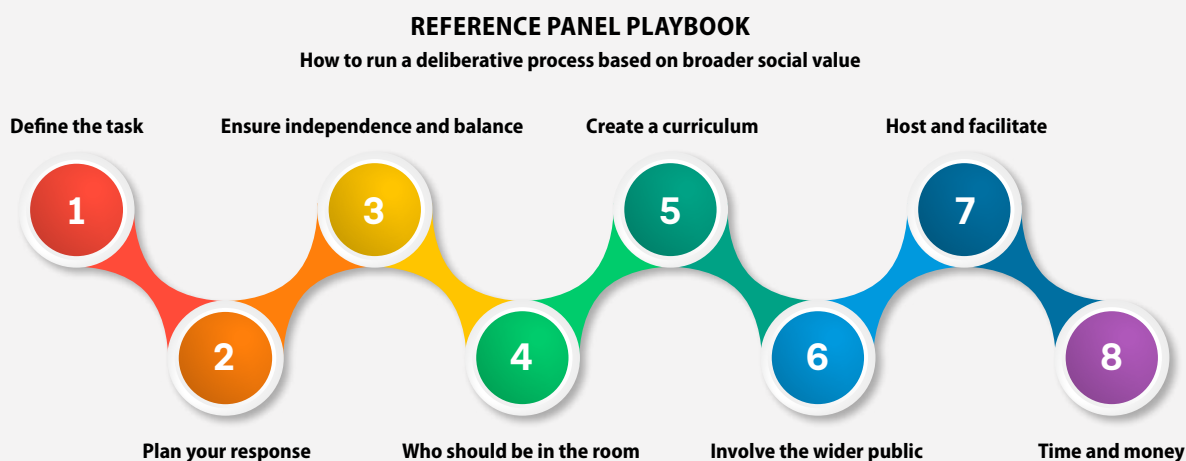 REFERENCE PANEL PLAYBOOK
How to run a deliberative process based on broader social value
Define the task
Ensure independence and balance
Create a curriculum
Host and facilitate
1
3
5
7
2
4
6
8
Plan your response
Who should be in the room
Involve the wider public
Time and money